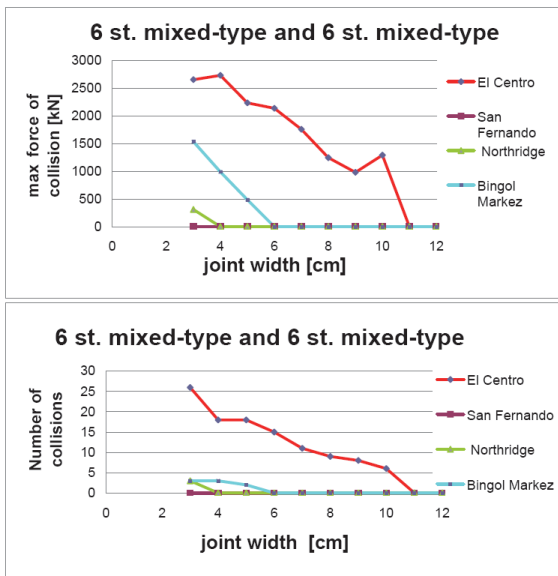 6 st. mixed-type and 6 st. mixed-type
max force of
collision [kN]
3000
2500
2000
1500
1000
500
0
0 2 4 6 8 10 12
joint width [cm]
El Centro
San
Fernando
Northridge
Bingol
Markez
6 st. mixed-type and 6 st. mixed-type
Number of
collisions
30
25
20
15
10
5
0
0 2 4 6 8 10 12
joint width [cm]
El Centro
San Fernando
Northridge
Bingol Markez